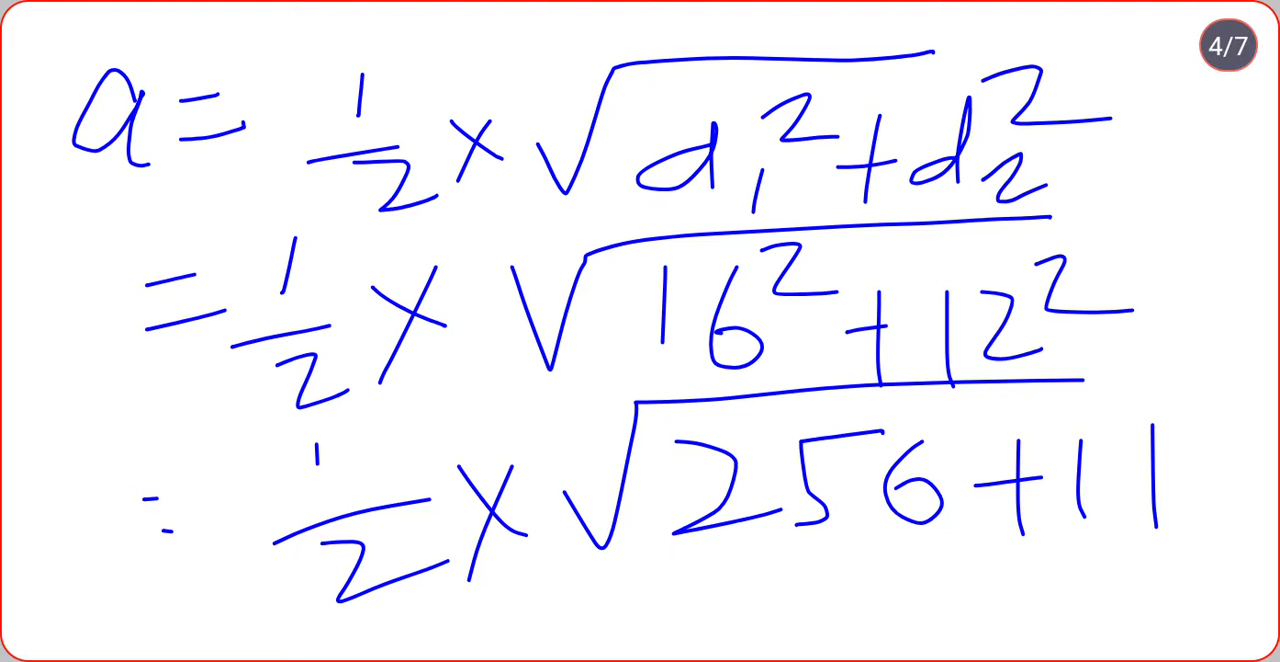 4/7
a = 1/2 × √(d₁² + d₂²)
= 1/2 × √(16² + 12²)
= 1/2 × √(256 + 11